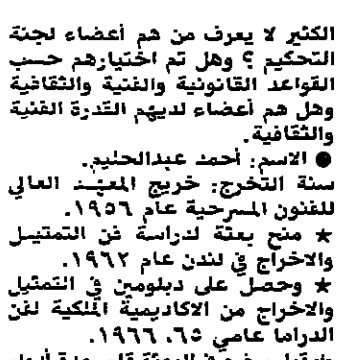 الكثير لا يعرف من هم أعضاء لجنة
التحكيم ؟ وهل تم اختيارهم حسب
القواعد القانونية والفنية والثقافية
وهل هم أعضاء لديهم القدرة الفنية
والثقافية.
● الاسم: أحمد عبدالحليم.
سنة التخرج: خريج المعهد العالي
للفنون المسرحية عام ١٩٥٦.
★ منح بعثة لدراسة فن التمثيل
والاخراج في لندن عام ١٩٦٢.
★ وحصل على دبلومين في التمثيل
والاخراج من الاكاديمية الملكية لفن
الدراما عامي ٦٥، ١٩٦٦.